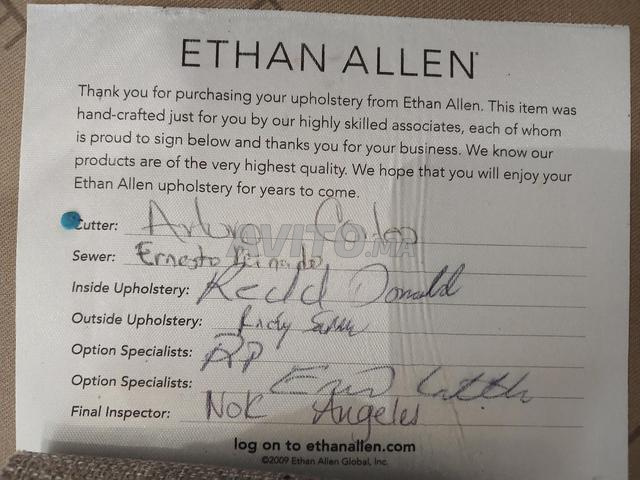 ETHAN ALLEN®
Thank you for purchasing your upholstery from Ethan Allen. This item was
hand-crafted just for you by our highly skilled associates, each of whom
is proud to sign below and thanks you for your business. We know our
products are of the very highest quality. We hope that you will enjoy your
Ethan Allen upholstery for years to come.
Cutter:
AVITO.MA
Sewer: Ernesto
Inside Upholstery: Redd Donald
Outside Upholstery:
Option Specialists: RP
Option Specialists:
Final Inspector: Nok Angeles
log on to ethanallen.com
©2009 Ethan Allen Global, Inc.